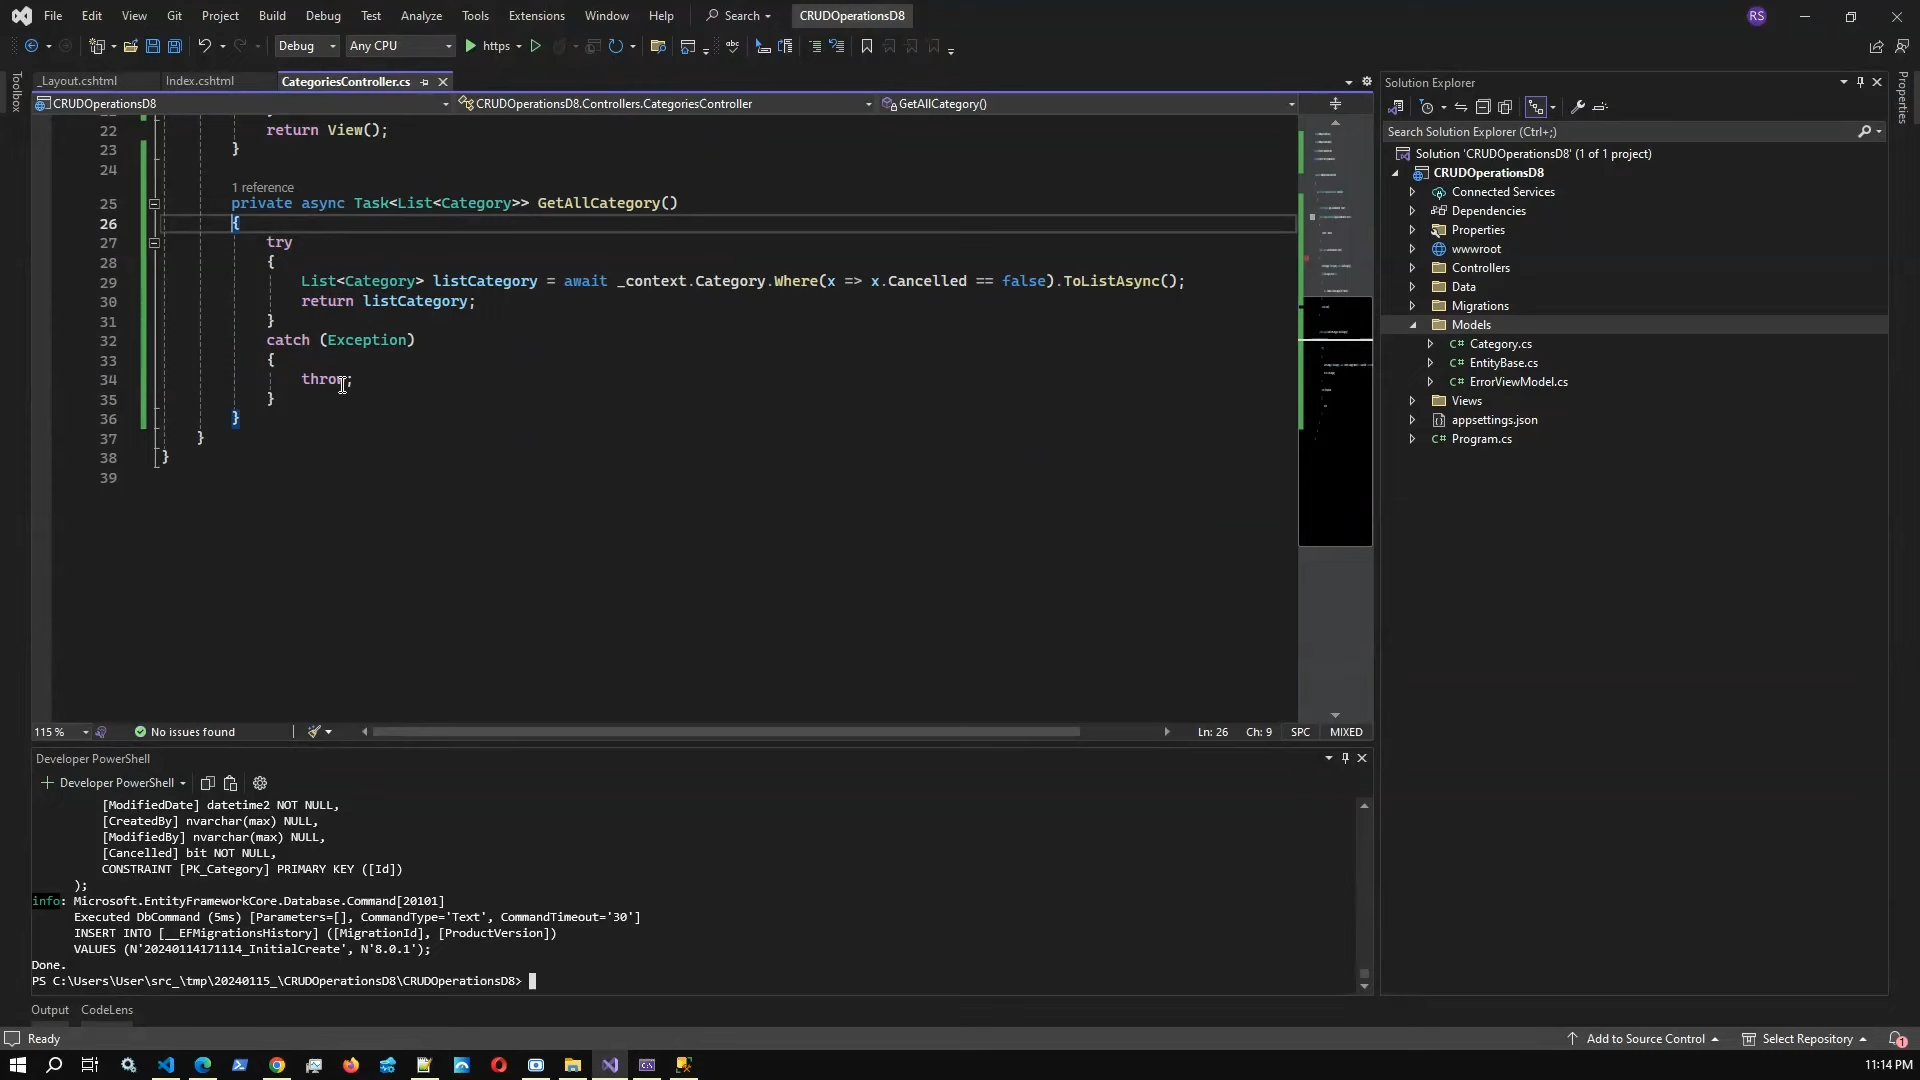 File Edit View Git Project Build Debug Test Analyze Tools Extensions Window Help Search CRUDOperationsD8 RS
Debug Any CPU https
Toolbox
_Layout.cshtml Index.cshtml CategoriesController.cs
CRUDOperationsD8 CRUDOperationsD8.Controllers.CategoriesController GetAllCategory()
22 return View();
23 }
24
1 reference
25 private async Task<List<Category>> GetAllCategory()
26 {
27 try
28 {
29 List<Category> listCategory = await _context.Category.Where(x => x.Cancelled == false).ToListAsync();
30 return listCategory;
31 }
32 catch (Exception)
33 {
34 throw;
35 }
36 }
37 }
38 }
39
115 % No issues found Ln: 26 Ch: 9 SPC MIXED
Developer PowerShell
Developer PowerShell
[ModifiedDate] datetime2 NOT NULL,
[CreatedBy] nvarchar(max) NULL,
[ModifiedBy] nvarchar(max) NULL,
[Cancelled] bit NOT NULL,
CONSTRAINT [PK_Category] PRIMARY KEY ([Id])
);
info: Microsoft.EntityFrameworkCore.Database.Command[20101]
Executed DbCommand (5ms) [Parameters=[], CommandType='Text', CommandTimeout='30']
INSERT INTO [__EFMigrationsHistory] ([MigrationId], [ProductVersion])
VALUES (N'20240114171114_InitialCreate', N'8.0.1');
Done.
PS C:\Users\User\src_\tmp\20240115_\CRUDOperationsD8\CRUDOperationsD8>
Output CodeLens
Solution Explorer
Search Solution Explorer (Ctrl+;)
Solution 'CRUDOperationsD8' (1 of 1 project)
CRUDOperationsD8
Connected Services
Dependencies
Properties
wwwroot
Controllers
Data
Migrations
Models
C# Category.cs
C# EntityBase.cs
C# ErrorViewModel.cs
Views
appsettings.json
C# Program.cs
Properties
Ready Add to Source Control Select Repository 1
11:14 PM